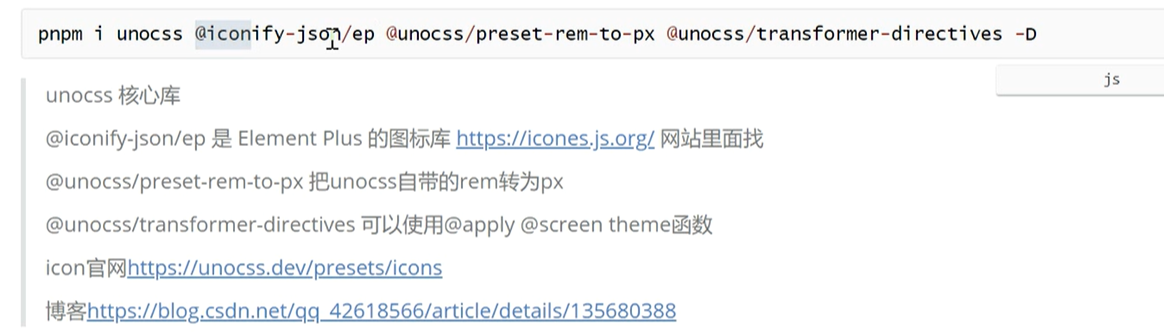 pnpm i unocss @iconify-json/ep @unocss/preset-rem-to-px @unocss/transformer-directives -D
js
unocss 核心库
@iconify-json/ep 是 Element Plus 的图标库 https://icones.js.org/ 网站里面找
@unocss/preset-rem-to-px 把unocss自带的rem转为px
@unocss/transformer-directives 可以使用@apply @screen theme函数
icon官网https://unocss.dev/presets/icons
博客https://blog.csdn.net/qq_42618566/article/details/135680388